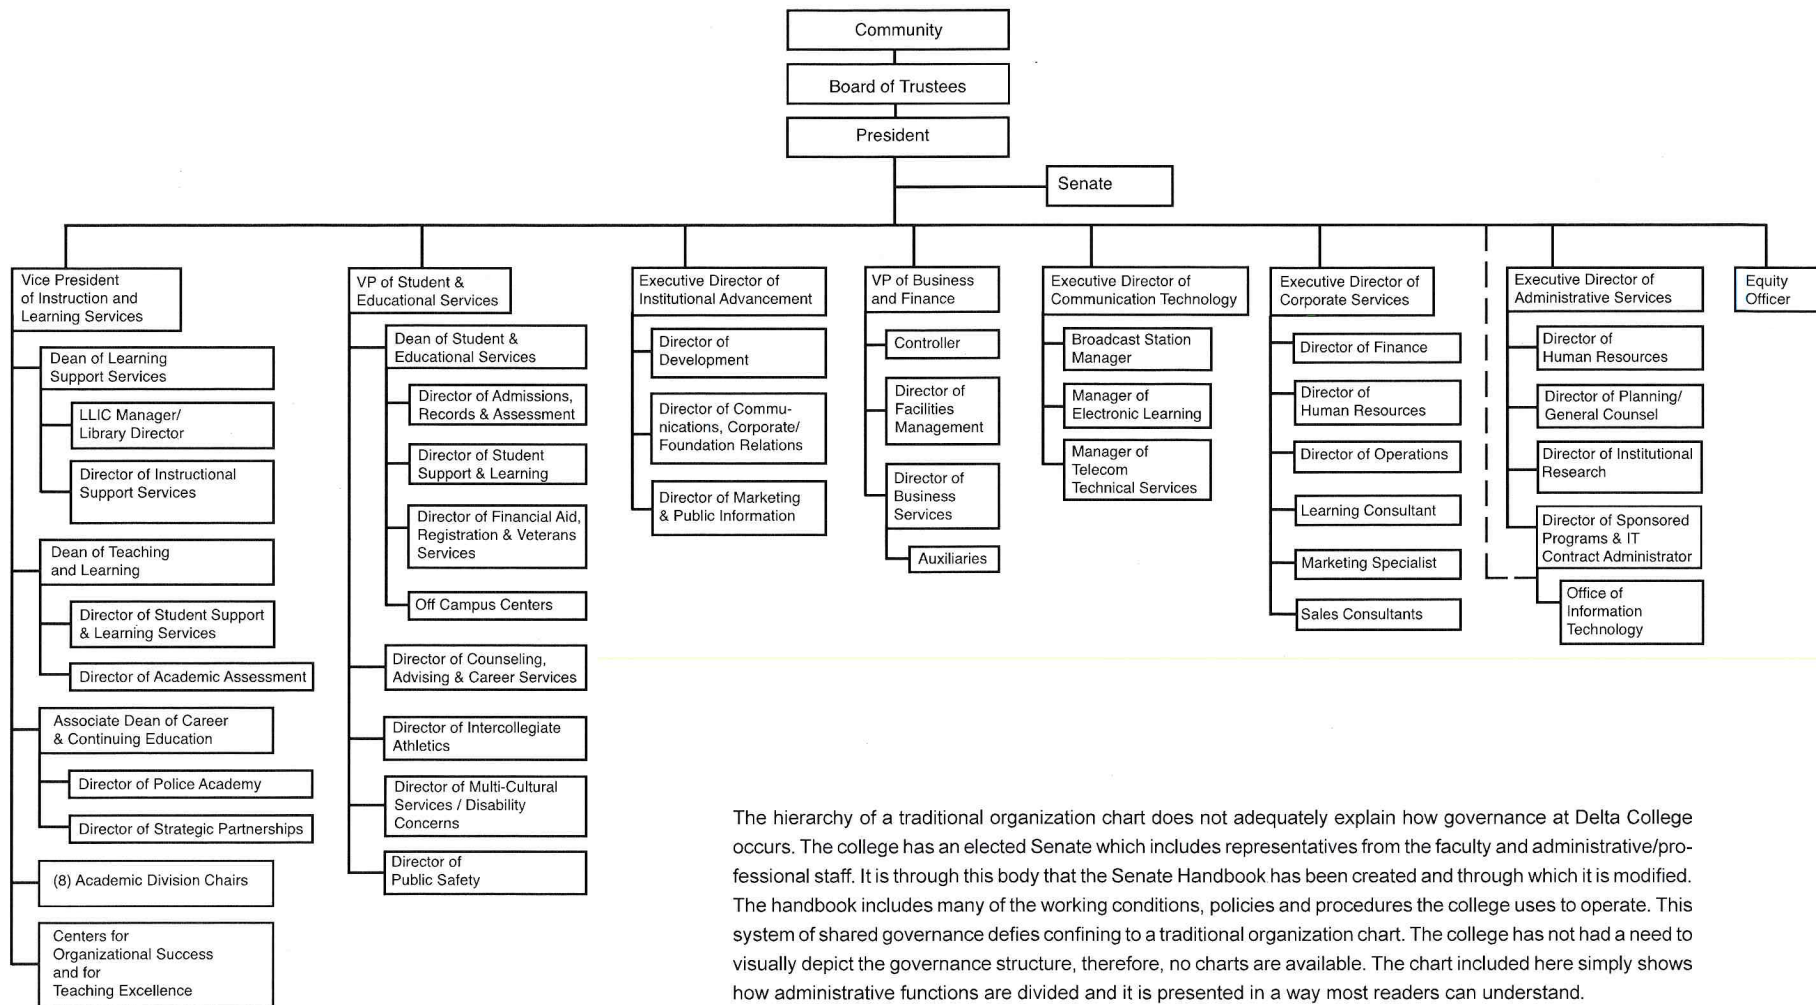 Community
Board of Trustees
President
Senate
Vice President
of Instruction and
Learning Services
Dean of Learning
Support Services
LLIC Manager/
Library Director
Director of Instructional
Support Services
Dean of Teaching
and Learning
Director of Student Support
& Learning Services
Director of Academic Assessment
Associate Dean of Career
& Continuing Education
Director of Police Academy
Director of Strategic Partnerships
(8) Academic Division Chairs
Centers for
Organizational Success
and for
Teaching Excellence
VP of Student &
Educational Services
Dean of Student &
Educational Services
Director of Admissions,
Records & Assessment
Director of Student
Support & Learning
Director of Financial Aid,
Registration & Veterans
Services
Off Campus Centers
Director of Counseling,
Advising & Career Services
Director of Intercollegiate
Athletics
Director of Multi-Cultural
Services / Disability
Concerns
Director of
Public Safety
Executive Director of
Institutional Advancement
Director of
Development
Director of Commu-
nications, Corporate/
Foundation Relations
Director of Marketing
& Public Information
VP of Business
and Finance
Controller
Director of
Facilities
Management
Director of
Business
Services
Auxiliaries
Executive Director of
Communication Technology
Broadcast Station
Manager
Manager of
Electronic Learning
Manager of
Telecom
Technical Services
Executive Director of
Corporate Services
Director of Finance
Director of
Human Resources
Director of Operations
Learning Consultant
Marketing Specialist
Sales Consultants
Executive Director of
Administrative Services
Director of
Human Resources
Director of Planning/
General Counsel
Director of Institutional
Research
Director of Sponsored
Programs & IT
Contract Administrator
Office of
Information
Technology
Equity
Officer
The hierarchy of a traditional organization chart does not adequately explain how governance at Delta College
occurs. The college has an elected Senate which includes representatives from the faculty and administrative/pro-
fessional staff. It is through this body that the Senate Handbook has been created and through which it is modified.
The handbook includes many of the working conditions, policies and procedures the college uses to operate. This
system of shared governance defies confining to a traditional organization chart. The college has not had a need to
visually depict the governance structure, therefore, no charts are available. The chart included here simply shows
how administrative functions are divided and it is presented in a way most readers can understand.